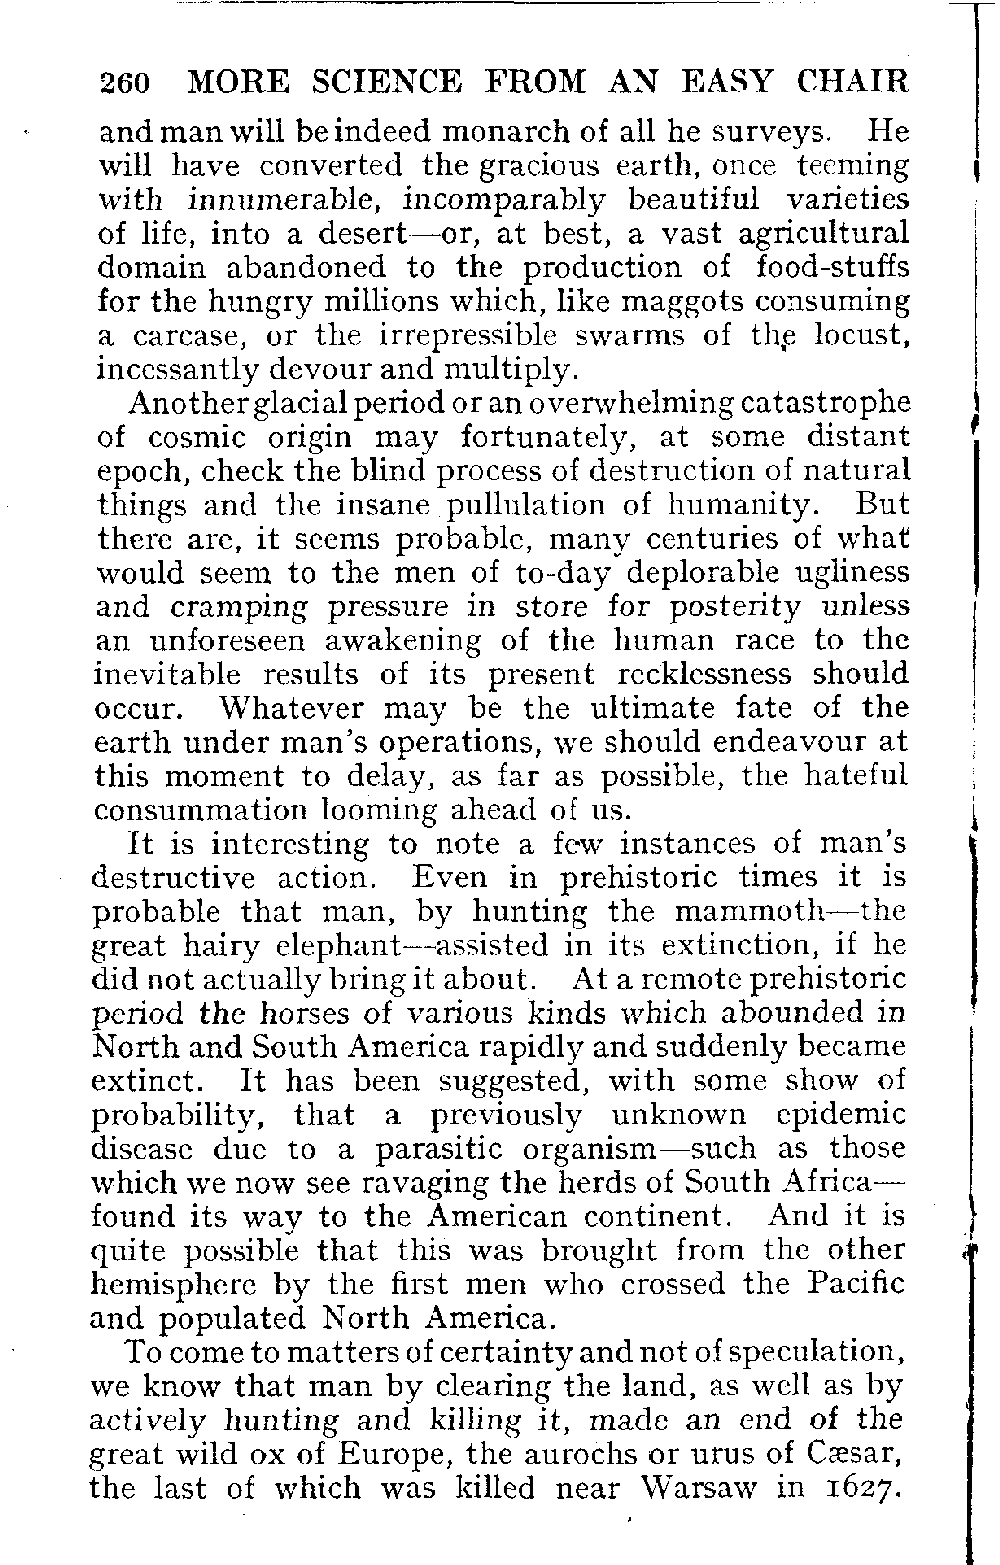 260 MORE SCIENCE FROM AN EASY CHAIR
and man will be indeed monarch of all he surveys. He
will have converted the gracious earth, once teeming
with innumerable, incomparably beautiful varieties
of life, into a desert—or, at best, a vast agricultural
domain abandoned to the production of food-stuffs
for the hungry millions which, like maggots consuming
a carcase, or the irrepressible swarms of the locust,
incessantly devour and multiply.
Another glacial period or an overwhelming catastrophe
of cosmic origin may fortunately, at some distant
epoch, check the blind process of destruction of natural
things and the insane pullulation of humanity. But
there are, it seems probable, many centuries of what
would seem to the men of to-day deplorable ugliness
and cramping pressure in store for posterity unless
an unforeseen awakening of the human race to the
inevitable results of its present recklessness should
occur. Whatever may be the ultimate fate of the
earth under man's operations, we should endeavour at
this moment to delay, as far as possible, the hateful
consummation looming ahead of us.
It is interesting to note a few instances of man's
destructive action. Even in prehistoric times it is
probable that man, by hunting the mammoth—the
great hairy elephant—assisted in its extinction, if he
did not actually bring it about. At a remote prehistoric
period the horses of various kinds which abounded in
North and South America rapidly and suddenly became
extinct. It has been suggested, with some show of
probability, that a previously unknown epidemic
disease due to a parasitic organism—such as those
which we now see ravaging the herds of South Africa—
found its way to the American continent. And it is
quite possible that this was brought from the other
hemisphere by the first men who crossed the Pacific
and populated North America.
To come to matters of certainty and not of speculation,
we know that man by clearing the land, as well as by
actively hunting and killing it, made an end of the
great wild ox of Europe, the aurochs or urus of Cæsar,
the last of which was killed near Warsaw in 1627.